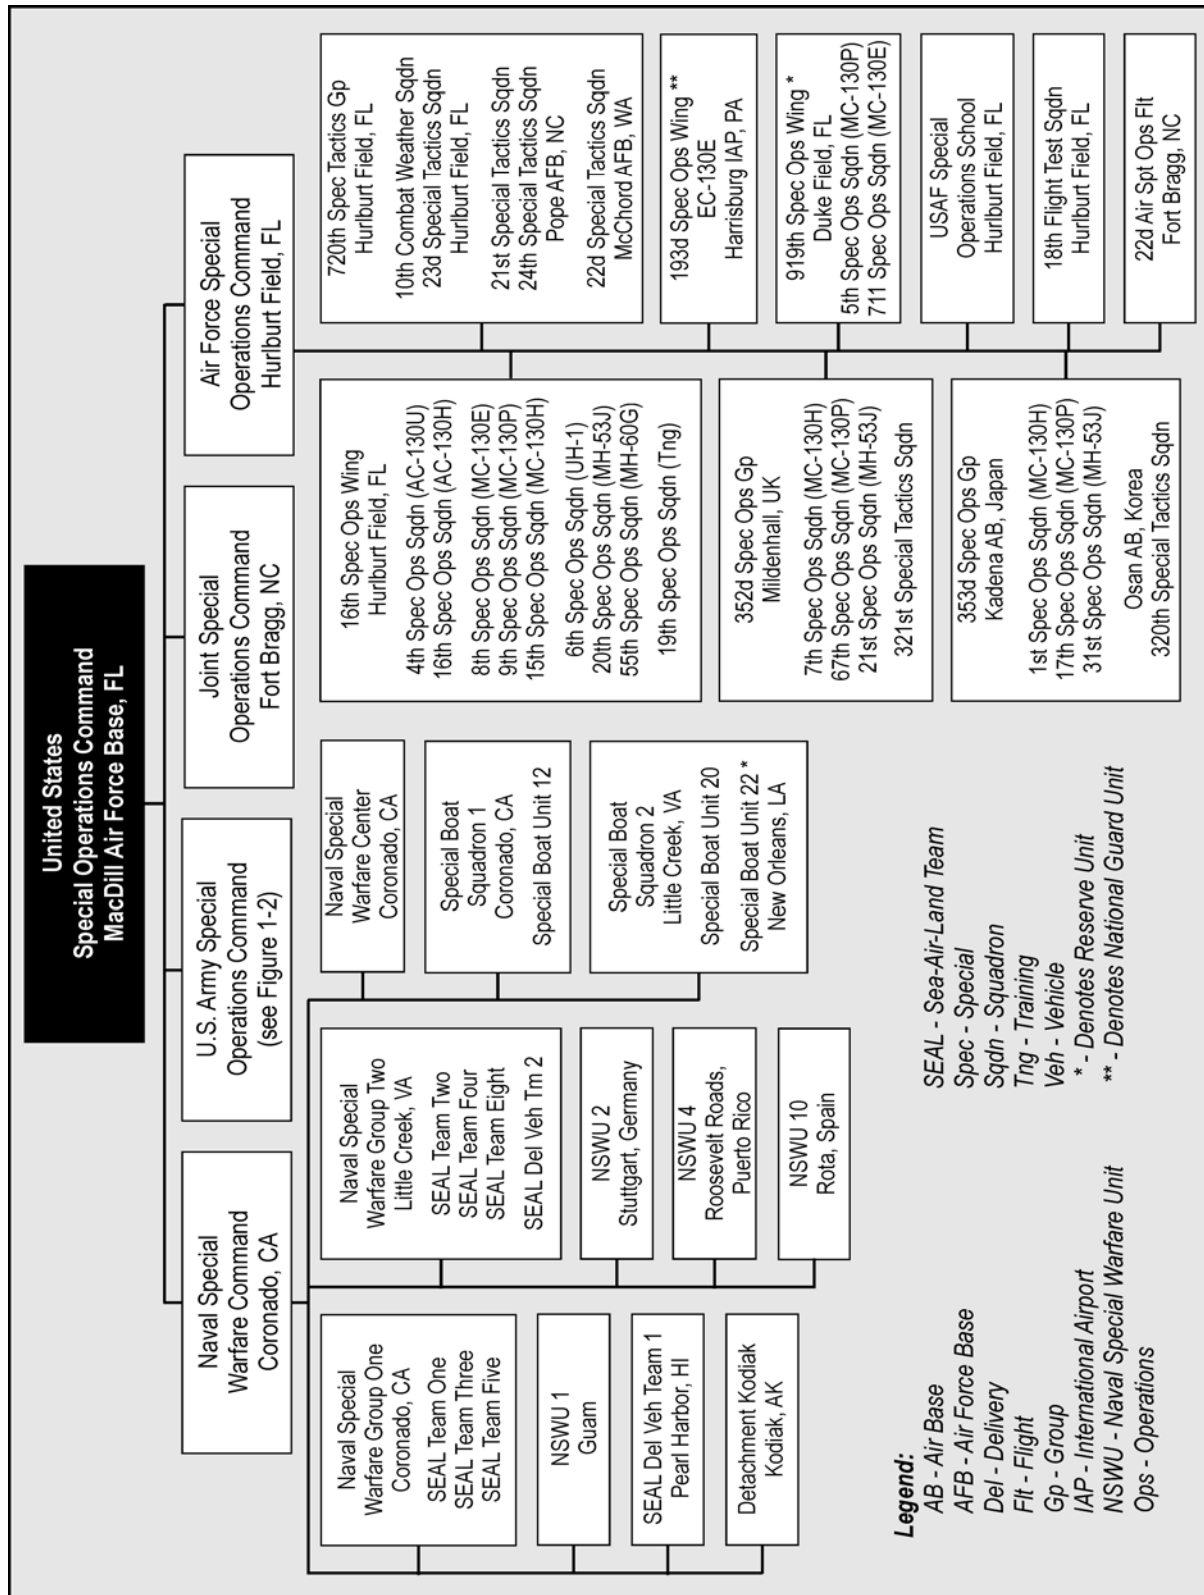 United States
Special Operations Command
MacDill Air Force Base, FL
Naval Special
Warfare Command
Coronado, CA
U.S. Army Special
Operations Command
(see Figure 1-2)
Joint Special
Operations Command
Fort Bragg, NC
Air Force Special
Operations Command
Hurlburt Field, FL
Naval Special
Warfare Group One
Coronado, CA
SEAL Team One
SEAL Team Three
SEAL Team Five
NSWU 1
Guam
SEAL Del Veh Team 1
Pearl Harbor, HI
Detachment Kodiak
Kodiak, AK
Naval Special
Warfare Group Two
Little Creek, VA
SEAL Team Two
SEAL Team Four
SEAL Team Eight
SEAL Del Veh Tm 2
NSWU 2
Stuttgart, Germany
NSWU 4
Roosevelt Roads,
Puerto Rico
NSWU 10
Rota, Spain
Naval Special
Warfare Center
Coronado, CA
Special Boat
Squadron 1
Coronado, CA
Special Boat Unit 12
Special Boat
Squadron 2
Little Creek, VA
Special Boat Unit 20
Special Boat Unit 22 *
New Orleans, LA
16th Spec Ops Wing
Hurlburt Field, FL
4th Spec Ops Sqdn (AC-130U)
16th Spec Ops Sqdn (AC-130H)
8th Spec Ops Sqdn (MC-130E)
9th Spec Ops Sqdn (MC-130P)
15th Spec Ops Sqdn (MC-130H)
6th Spec Ops Sqdn (UH-1)
20th Spec Ops Sqdn (MH-53J)
55th Spec Ops Sqdn (MH-60G)
19th Spec Ops Sqdn (Tng)
352d Spec Ops Gp
Mildenhall, UK
7th Spec Ops Sqdn (MC-130H)
67th Spec Ops Sqdn (MC-130P)
21st Spec Ops Sqdn (MH-53J)
321st Special Tactics Sqdn
353d Spec Ops Gp
Kadena AB, Japan
1st Spec Ops Sqdn (MC-130H)
17th Spec Ops Sqdn (MC-130P)
31st Spec Ops Sqdn (MH-53J)
Osan AB, Korea
320th Special Tactics Sqdn
720th Spec Tactics Gp
Hurlburt Field, FL
10th Combat Weather Sqdn
23d Special Tactics Sqdn
Hurlburt Field, FL
21st Special Tactics Sqdn
24th Special Tactics Sqdn
Pope AFB, NC
22d Special Tactics Sqdn
McChord AFB, WA
193d Spec Ops Wing **
EC-130E
Harrisburg IAP, PA
919th Spec Ops Wing *
Duke Field, FL
5th Spec Ops Sqdn (MC-130P)
711 Spec Ops Sqdn (MC-130E)
USAF Special
Operations School
Hurlburt Field, FL
18th Flight Test Sqdn
Hurlburt Field, FL
22d Air Spt Ops Flt
Fort Bragg, NC
Legend:
AB - Air Base
AFB - Air Force Base
Del - Delivery
Flt - Flight
Gp - Group
IAP - International Airport
NSWU - Naval Special Warfare Unit
Ops - Operations
SEAL - Sea-Air-Land Team
Spec - Special
Sqdn - Squadron
Tng - Training
Veh - Vehicle
* - Denotes Reserve Unit
** - Denotes National Guard Unit